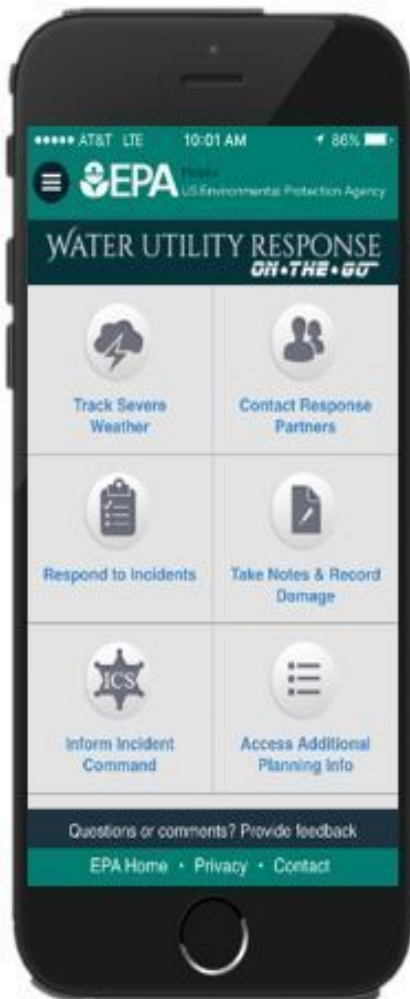 AT&T LTE 10:01 AM 86%
EPA
US Environmental Protection Agency
WATER UTILITY RESPONSE
ON•THE•GO
Track Severe
Weather
Contact Response
Partners
Respond to Incidents
Take Notes & Record
Damage
ICS
Inform Incident
Command
Access Additional
Planning Info
Questions or comments? Provide feedback
EPA Home • Privacy • Contact